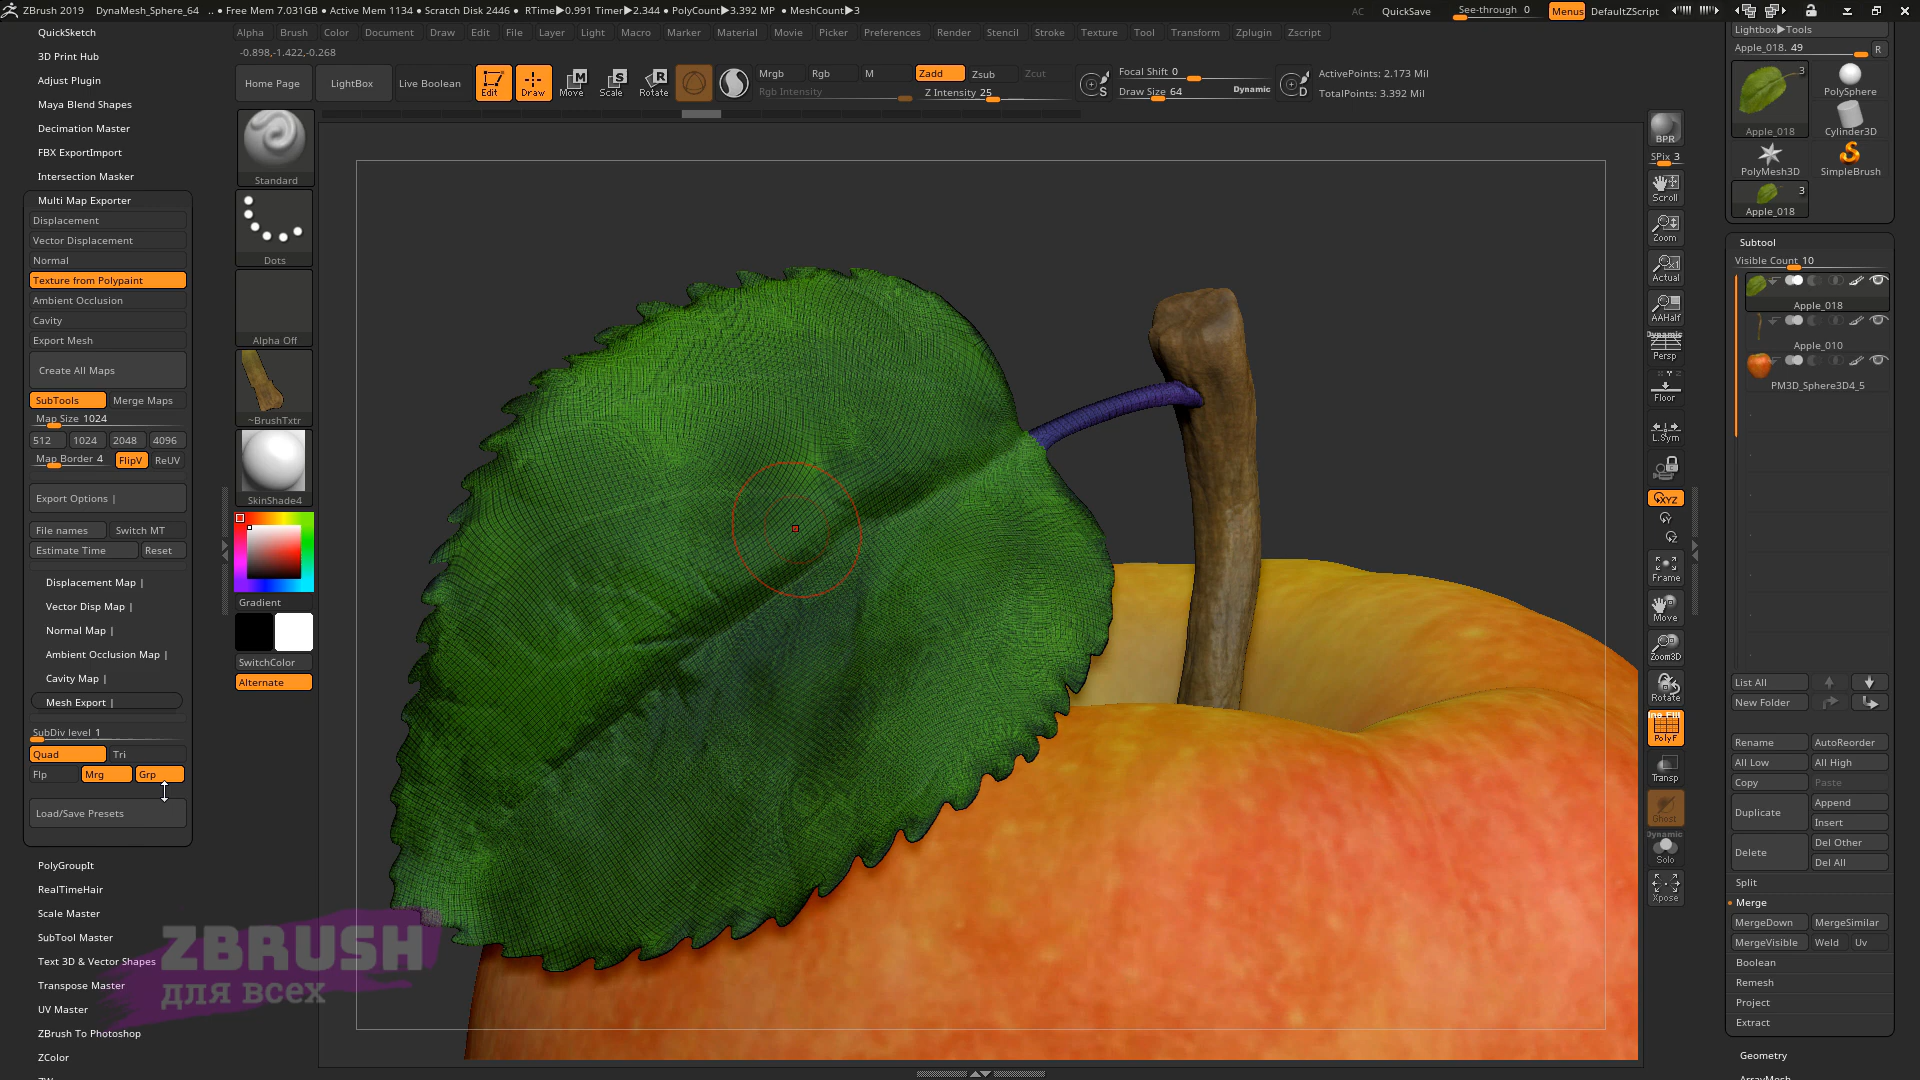 ZBrush 2019 DynaMesh_Sphere_64 .. • Free Mem 7.031GB • Active Mem 1134 • Scratch Disk 2446 • RTime▶0.991 Timer▶2.344 • PolyCount▶3.392 MP • MeshCount▶3
AC QuickSave See-through 0 Menus DefaultZScript
Alpha Brush Color Document Draw Edit File Layer Light Macro Marker Material Movie Picker Preferences Render Stencil Stroke Texture Tool Transform Zplugin Zscript
-0.898,-1.422,-0.268
Home Page LightBox Live Boolean Edit Draw Move Scale Rotate
Mrgb Rgb M Zadd Zsub Zcut
Rgb Intensity Z Intensity 25
Focal Shift 0
Draw Size 64 Dynamic
S
D
ActivePoints: 2.173 Mil
TotalPoints: 3.392 Mil
QuickSketch
3D Print Hub
Adjust Plugin
Maya Blend Shapes
Decimation Master
FBX ExportImport
Intersection Masker
Multi Map Exporter
Displacement
Vector Displacement
Normal
Texture from Polypaint
Ambient Occlusion
Cavity
Export Mesh
Create All Maps
SubTools Merge Maps
Map Size 1024
512 1024 2048 4096
Map Border 4 FlipV ReUV
Export Options |
File names Switch MT
Estimate Time Reset
Displacement Map |
Vector Disp Map |
Normal Map |
Ambient Occlusion Map |
Cavity Map |
Mesh Export |
SubDiv level 1
Quad Tri
Flp Mrg Grp
Load/Save Presets
PolyGroupIt
RealTimeHair
Scale Master
SubTool Master
Text 3D & Vector Shapes
Transpose Master
UV Master
ZBrush To Photoshop
ZColor
ZBRUSH
для всех
Standard
Dots
Alpha Off
~BrushTxtr
SkinShade4
Gradient
SwitchColor
Alternate
BPR
SPix 3
Scroll
Zoom
Actual
AAHalf
Dynamic
Persp
Floor
L.Sym
XYZ
Frame
Move
Zoom3D
Rotate
PolyF
Transp
Ghost
Dynamic
Solo
Xpose
Lightbox▶Tools
Apple_018. 49 R
3
Apple_018 PolySphere
Cylinder3D
PolyMesh3D SimpleBrush
3
Apple_018
Subtool
Visible Count 10
Apple_018
Apple_010
PM3D_Sphere3D4_5
List All
New Folder
Rename AutoReorder
All Low All High
Copy Paste
Duplicate Append
Insert
Delete Del Other
Del All
Split
Merge
MergeDown MergeSimilar
MergeVisible Weld Uv
Boolean
Remesh
Project
Extract
Geometry